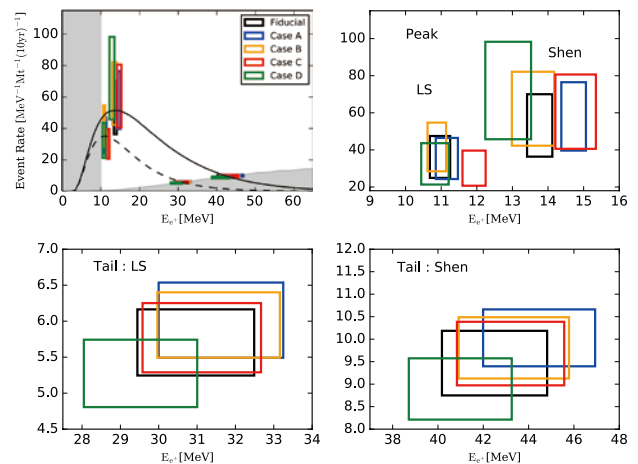 Fiducial
Case A
Case B
Case C
Case D
Event Rate [MeV⁻¹Mt⁻¹(10yr)⁻¹]
100
80
60
40
20
0
0 10 20 30 40 50 60
E_e⁺[MeV]
Peak
Shen
LS
100
80
60
40
20
9 10 11 12 13 14 15 16
E_e⁺[MeV]
Tail : LS
7.0
6.5
6.0
5.5
5.0
4.5
28 29 30 31 32 33 34
E_e⁺[MeV]
Tail : Shen
12.0
11.5
11.0
10.5
10.0
9.5
9.0
8.5
8.0
38 40 42 44 46 48
E_e⁺[MeV]